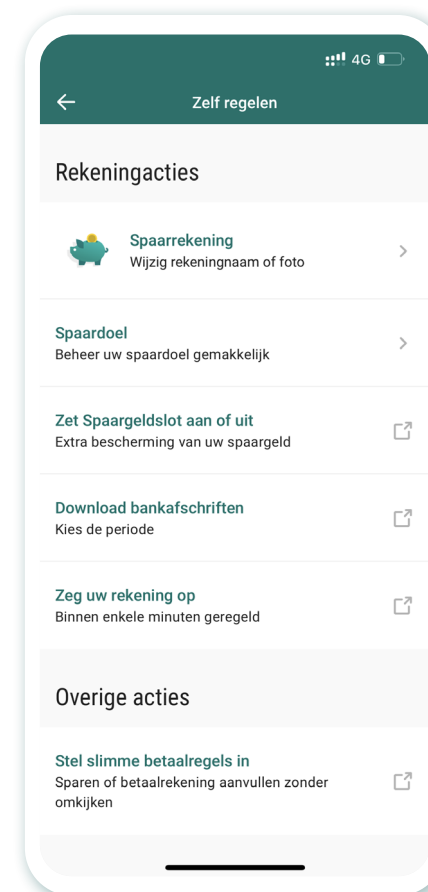 4G
Zelf regelen
Rekeningacties
Spaarrekening
Wijzig rekeningnaam of foto
Spaardoel
Beheer uw spaardoel gemakkelijk
Zet Spaargeldslot aan of uit
Extra bescherming van uw spaargeld
Download bankafschriften
Kies de periode
Zeg uw rekening op
Binnen enkele minuten geregeld
Overige acties
Stel slimme betaalregels in
Sparen of betaalrekening aanvullen zonder
omkijken